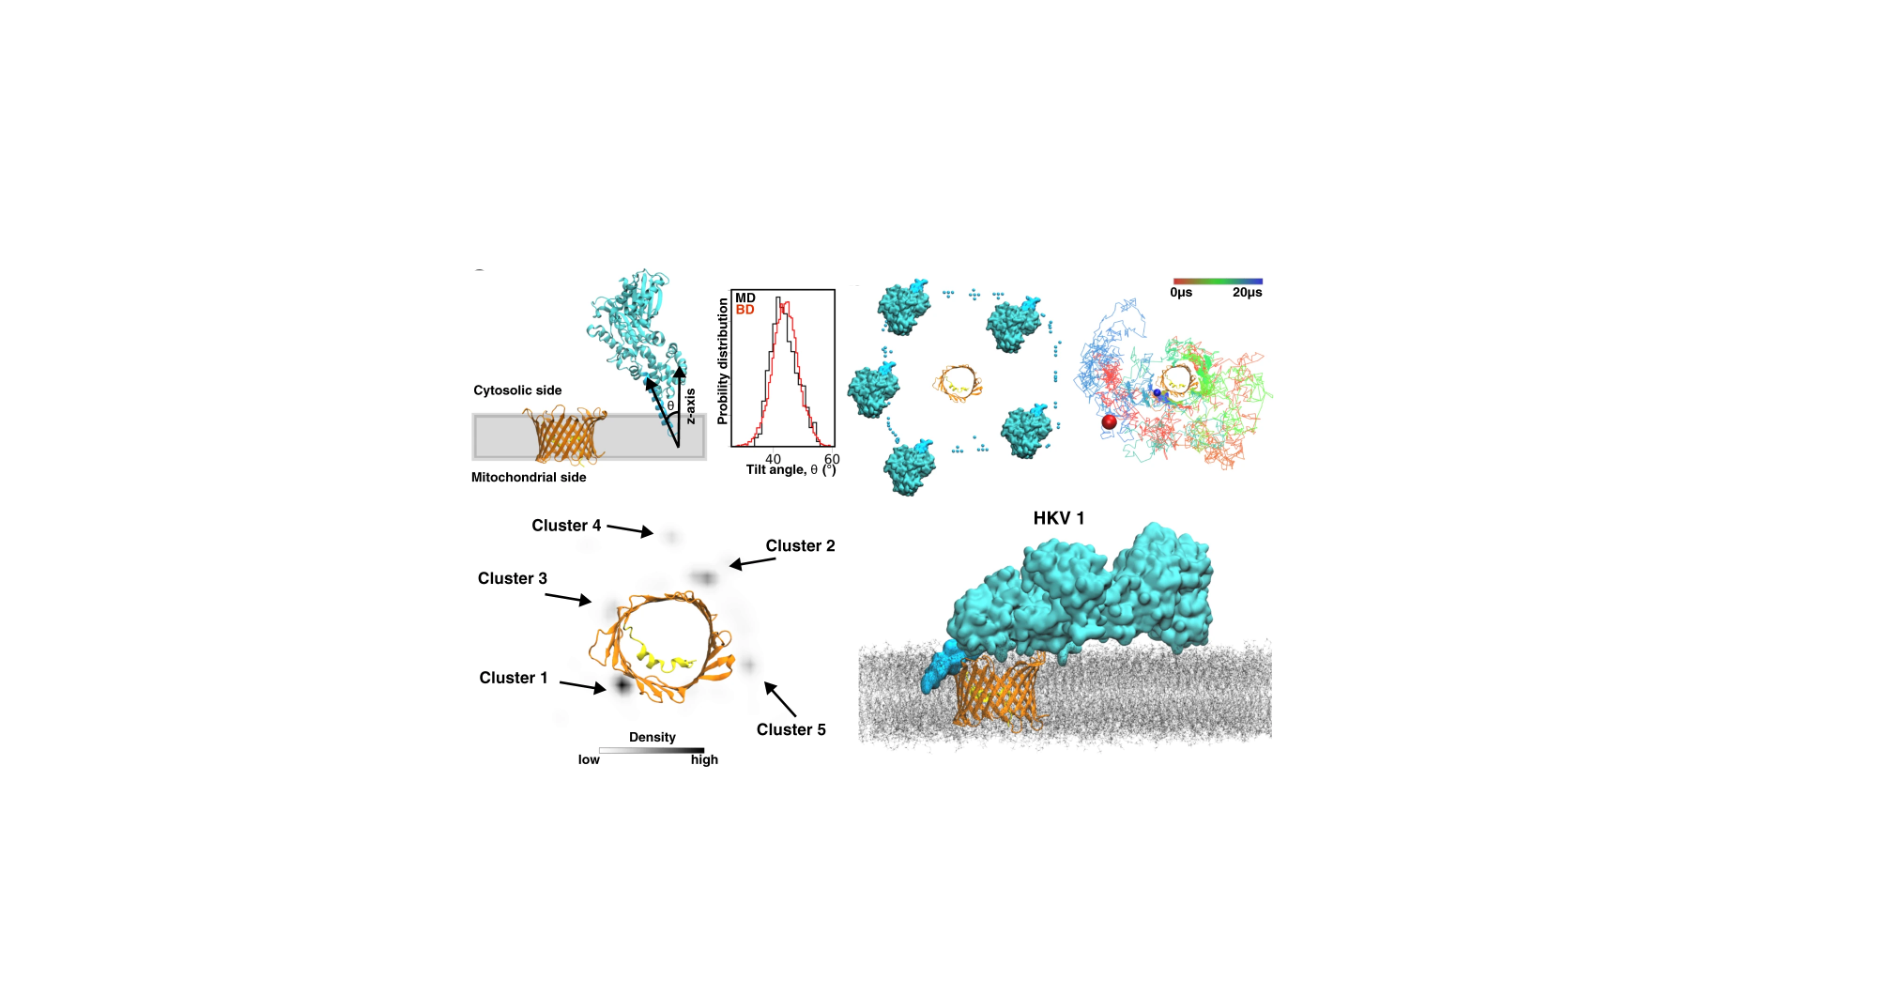 Cytosolic side
θ
z-axis
Mitochondrial side
MD
BD
Probility distribution
40 60
Tilt angle, θ (°)
0µs 20µs
Cluster 4
Cluster 2
Cluster 3
Cluster 1
Cluster 5
Density
low high
HKV 1